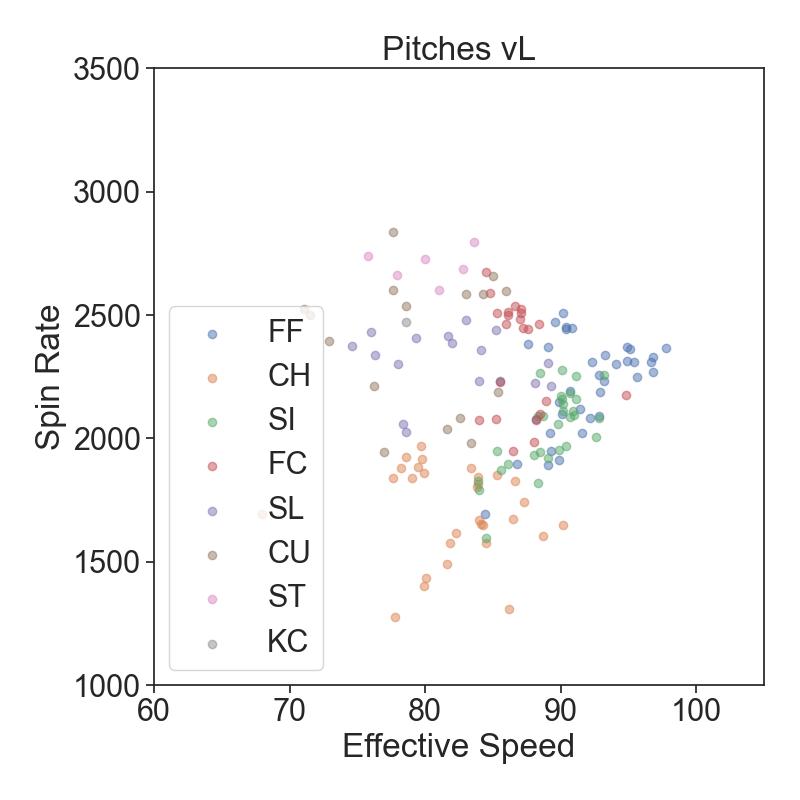 Pitches vL
3500
3000
2500
2000
1500
1000
Spin Rate
FF
CH
SI
FC
SL
CU
ST
KC
60 70 80 90 100
Effective Speed